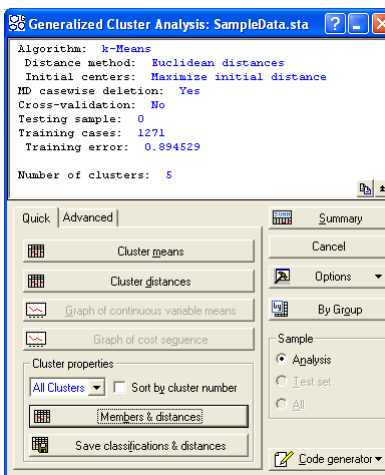 Generalized Cluster Analysis: SampleData.sta
Algorithm: k-Means
Distance method: Euclidean distances
Initial centers: Maximize initial distance
MD casewise deletion: Yes
Cross-validation: No
Testing sample: 0
Training cases: 1271
Training error: 0.894529
Number of clusters: 5
Quick Advanced
Cluster means
Cluster distances
Graph of continuous variable means
Graph of cost sequence
Cluster properties
All Clusters Sort by cluster number
Members & distances
Save classifications & distances
Summary
Cancel
Options
By Group
Sample
Analysis
Test set
All
Code generator